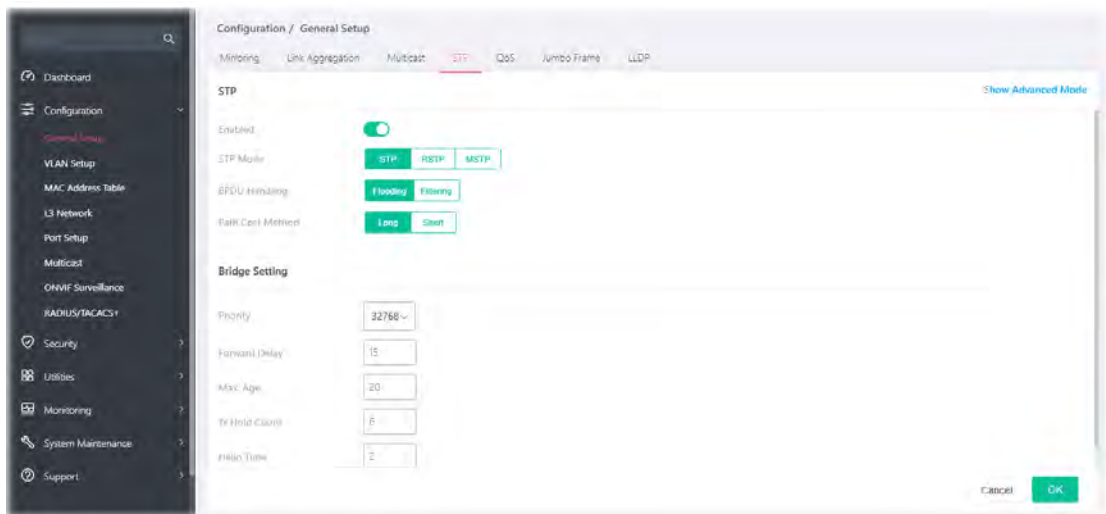 Configuration / General Setup
Mirroring Link Aggregation Multicast STP QoS Jumbo Frame LLDP
Dashboard
Configuration
General Setup
VLAN Setup
MAC Address Table
L3 Network
Port Setup
Multicast
ONVIF Surveillance
RADIUS/TACACS+
Security
Utilities
Monitoring
System Maintenance
Support
STP
Show Advanced Mode
Enabled
STP Mode STP RSTP MSTP
BPDU Handling Flooding Filtering
Path Cost Method Long Short
Bridge Setting
Priority 32768
Forward Delay 15
Max Age 20
Tx Hold Count 6
Hello Time 2
Cancel OK